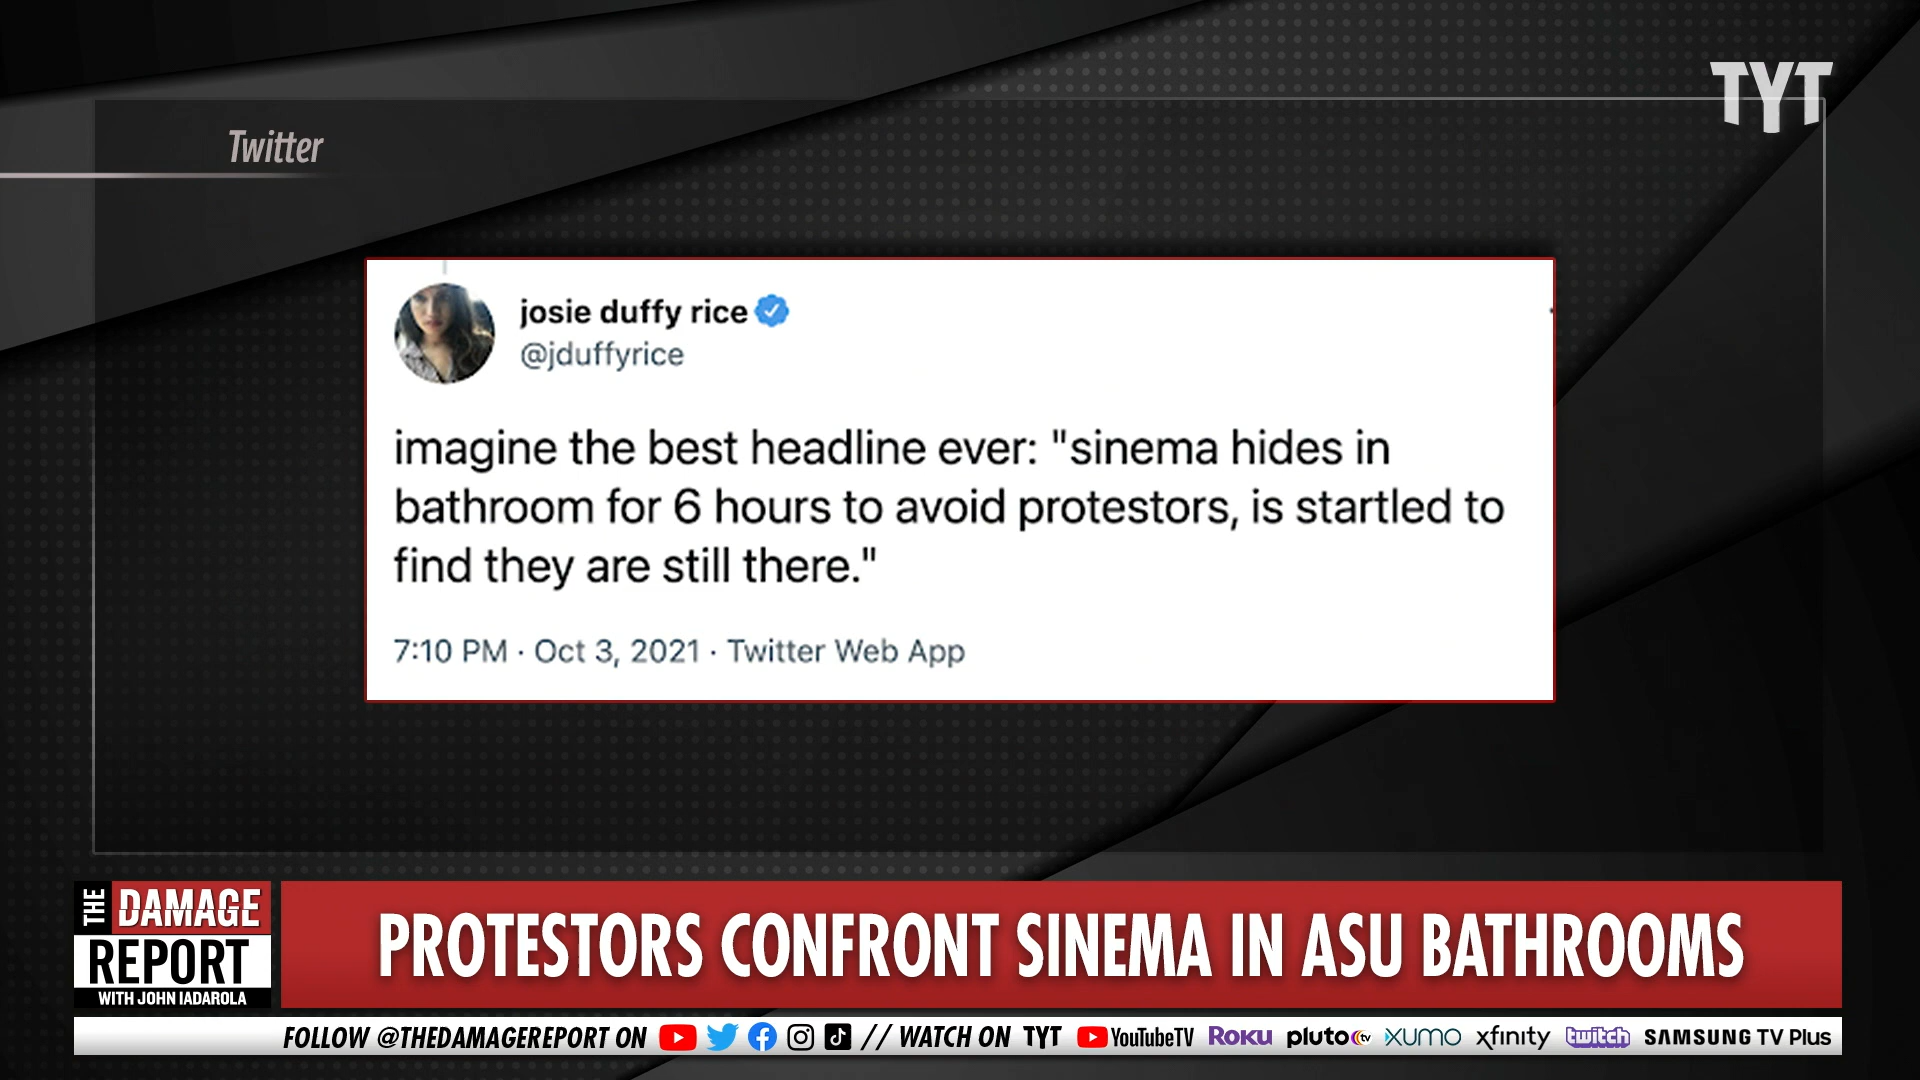 TYT
Twitter
josie duffy rice
@jduffyrice
imagine the best headline ever: "sinema hides in
bathroom for 6 hours to avoid protestors, is startled to
find they are still there."
7:10 PM · Oct 3, 2021 · Twitter Web App
THE DAMAGE
REPORT
WITH JOHN IADAROLA
PROTESTORS CONFRONT SINEMA IN ASU BATHROOMS
FOLLOW @THEDAMAGEREPORT ON // WATCH ON TYT YouTubeTV ROKU pluto tv XUMO xfinity twitch SAMSUNG TV Plus